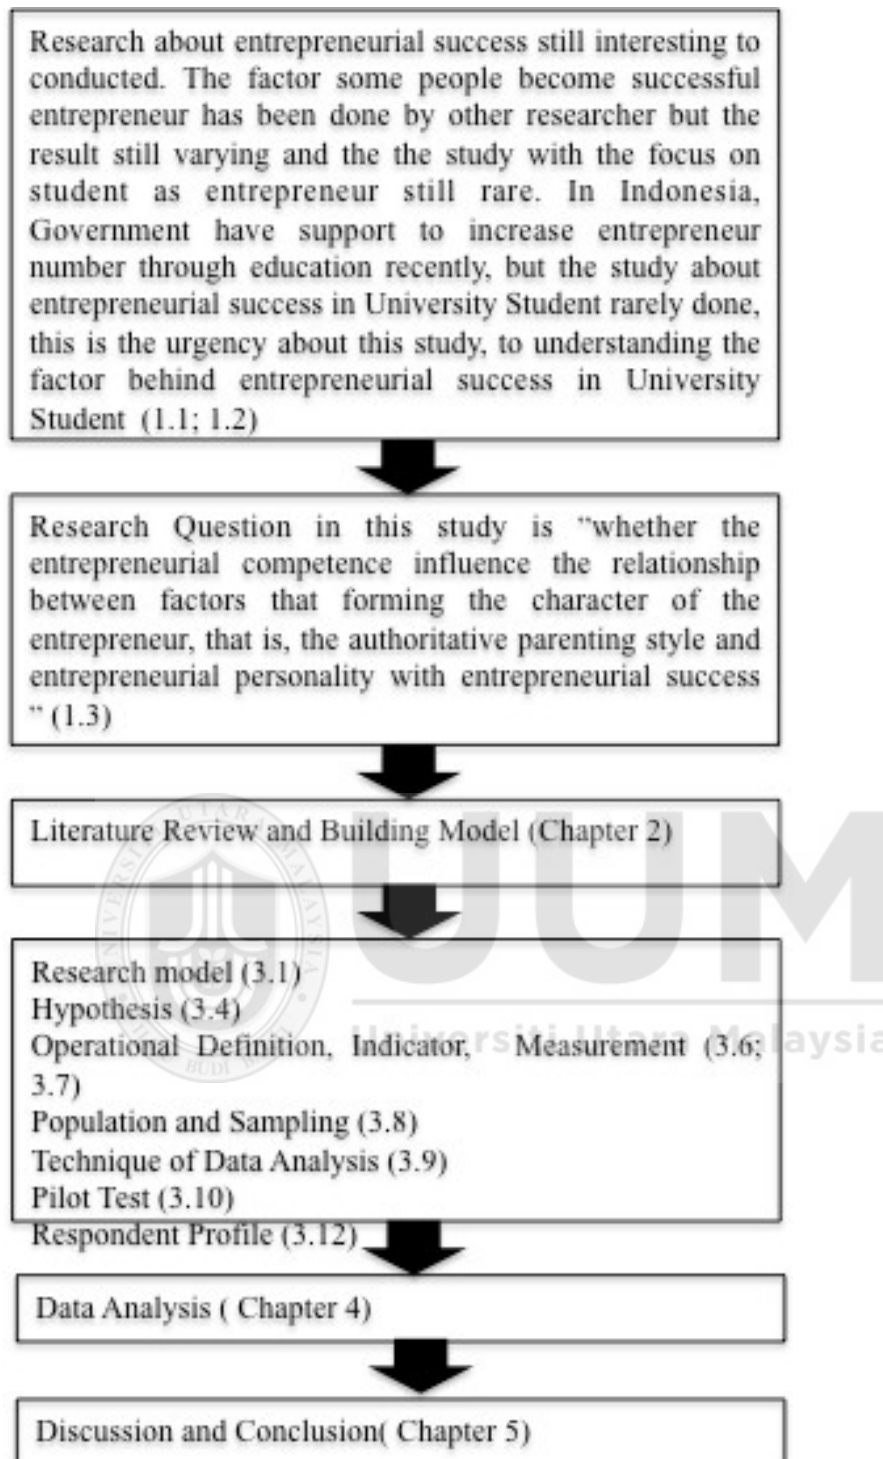 Research about entrepreneurial success still interesting to
conducted. The factor some people become successful
entrepreneur has been done by other researcher but the
result still varying and the the study with the focus on
student as entrepreneur still rare. In Indonesia,
Government have support to increase entrepreneur
number through education recently, but the study about
entrepreneurial success in University Student rarely done,
this is the urgency about this study, to understanding the
factor behind entrepreneurial success in University
Student (1.1; 1.2)
Research Question in this study is “whether the
entrepreneurial competence influence the relationship
between factors that forming the character of the
entrepreneur, that is, the authoritative parenting style and
entrepreneurial personality with entrepreneurial success
” (1.3)
Literature Review and Building Model (Chapter 2)
UUM
Universiti Utara Malaysia
UNIVERSITI UTARA MALAYSIA
BUDI
Research model (3.1)
Hypothesis (3.4)
Operational Definition, Indicator, Measurement (3.6;
3.7)
Population and Sampling (3.8)
Technique of Data Analysis (3.9)
Pilot Test (3.10)
Respondent Profile (3.12)
Data Analysis ( Chapter 4)
Discussion and Conclusion( Chapter 5)